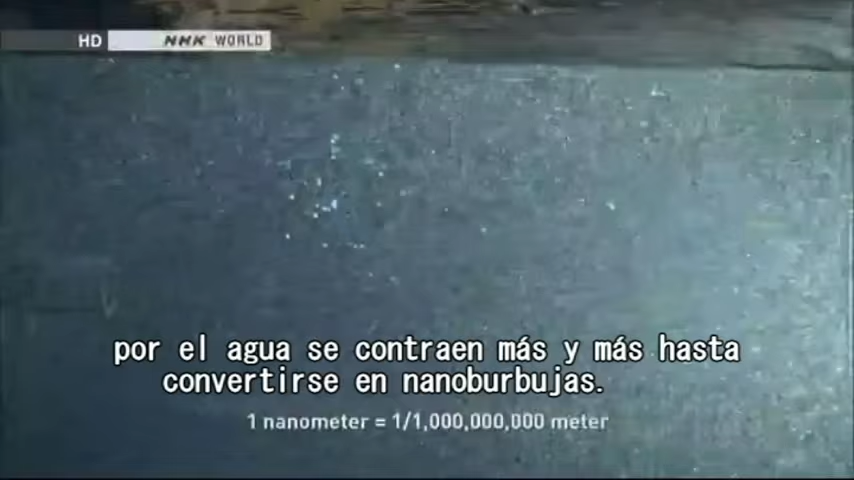 HD NHK WORLD
por el agua se contraen más y más hasta
convertirse en nanoburbujas.
1 nanometer = 1/1,000,000,000 meter